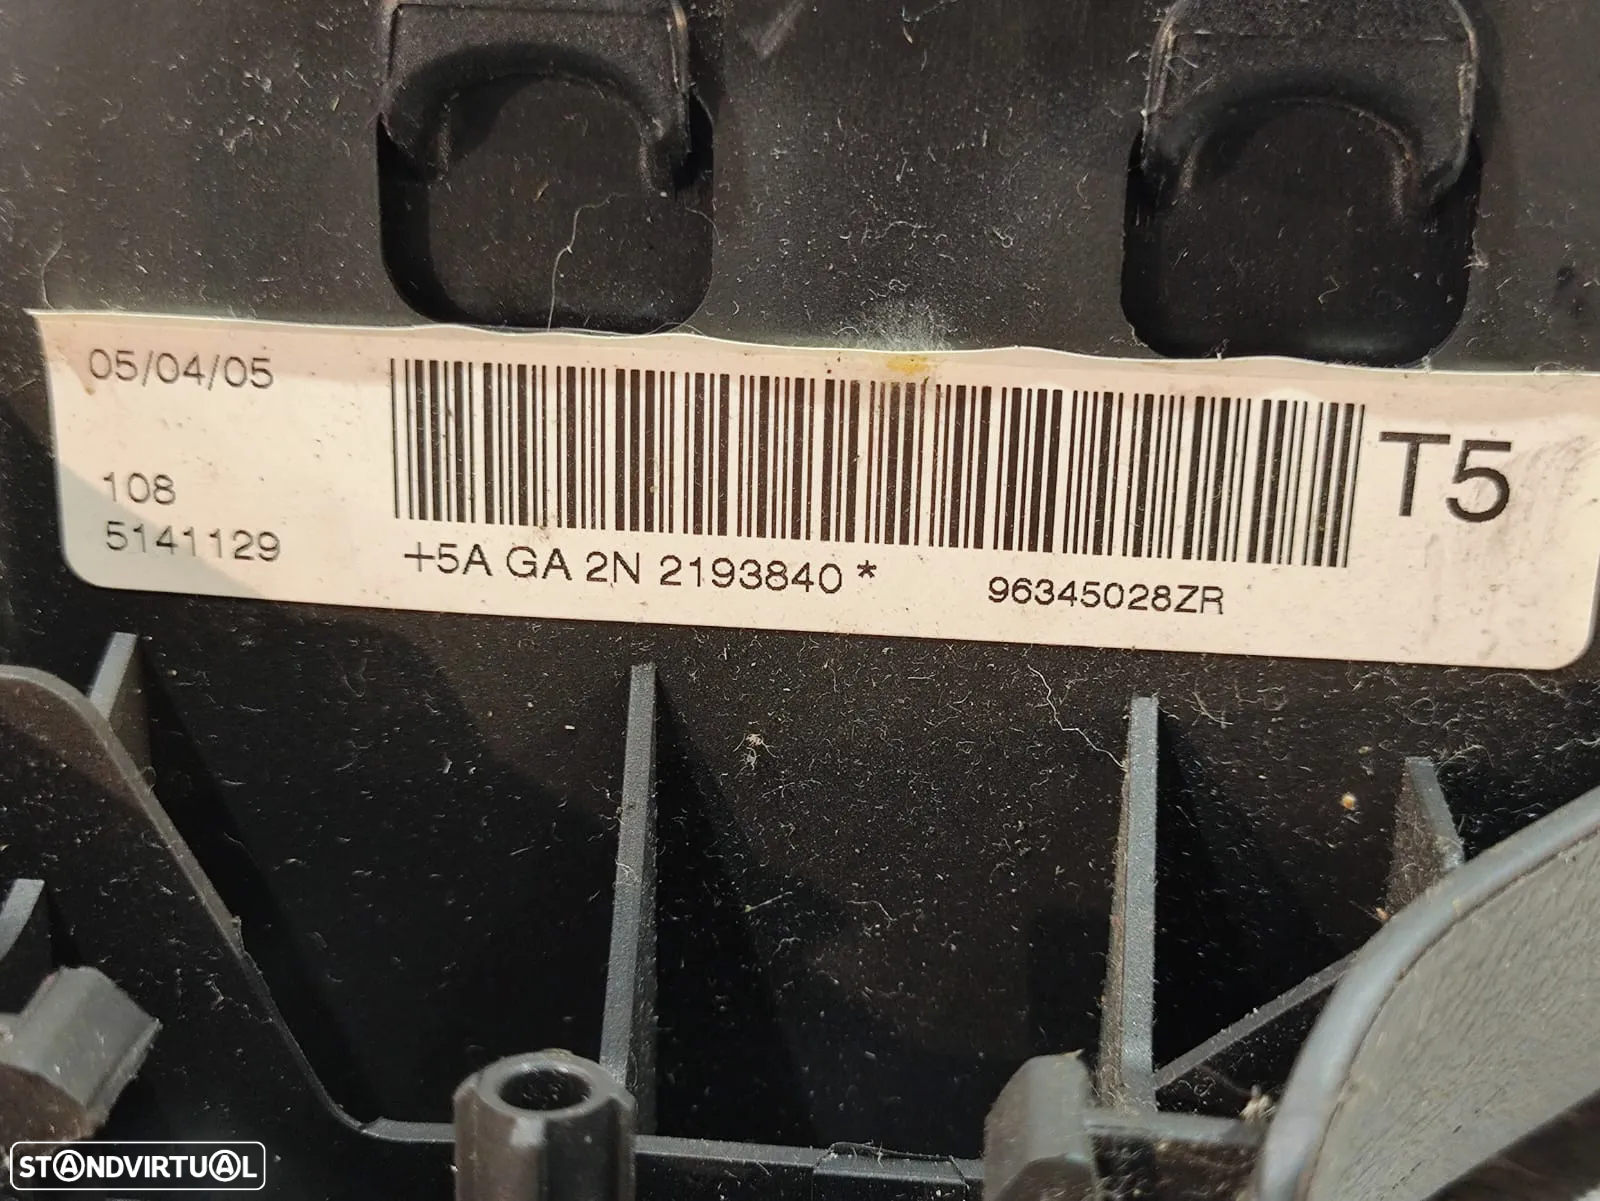 05/04/05
108
5141129
+5A GA 2N 2193840 *
96345028ZR
T5
STANDVIRTUAL